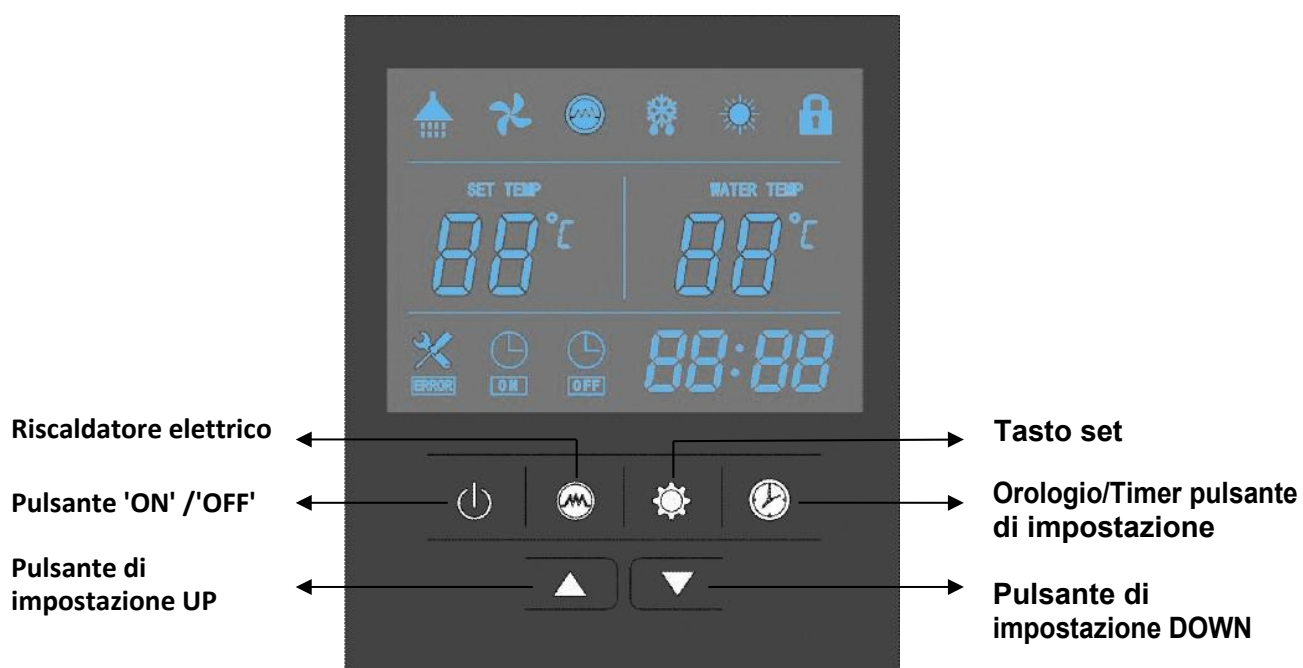 SET TEMP
WATER TEMP
88°C
88°C
ERROR
ON
OFF
88:88
Riscaldatore elettrico
Tasto set
Pulsante 'ON' /'OFF'
Orologio/Timer pulsante
di impostazione
Pulsante di
impostazione UP
Pulsante di
impostazione DOWN